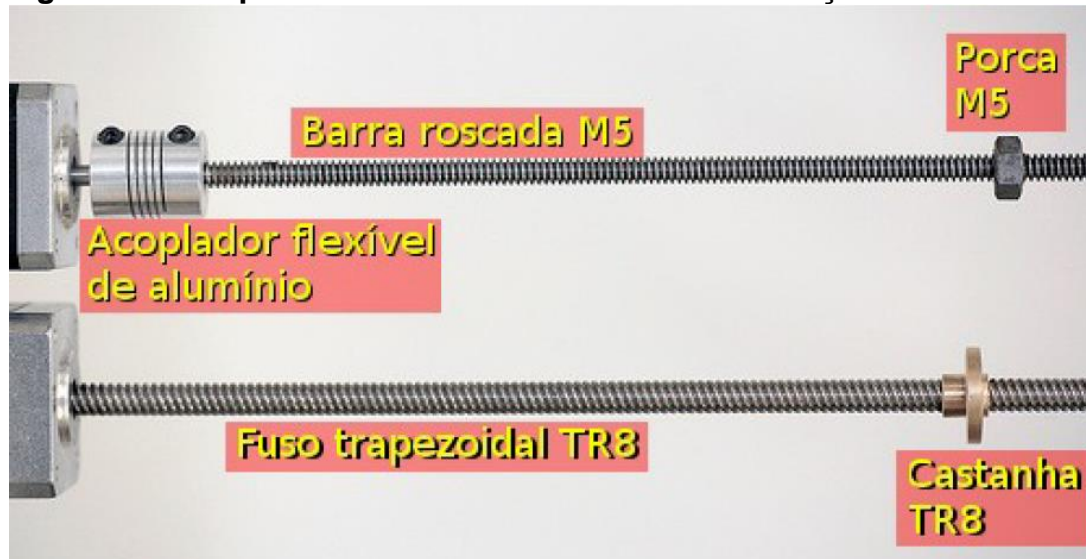 Porca
M5
Barra roscada M5
Acoplador flexível
de alumínio
Fuso trapezoidal TR8
Castanha
TR8